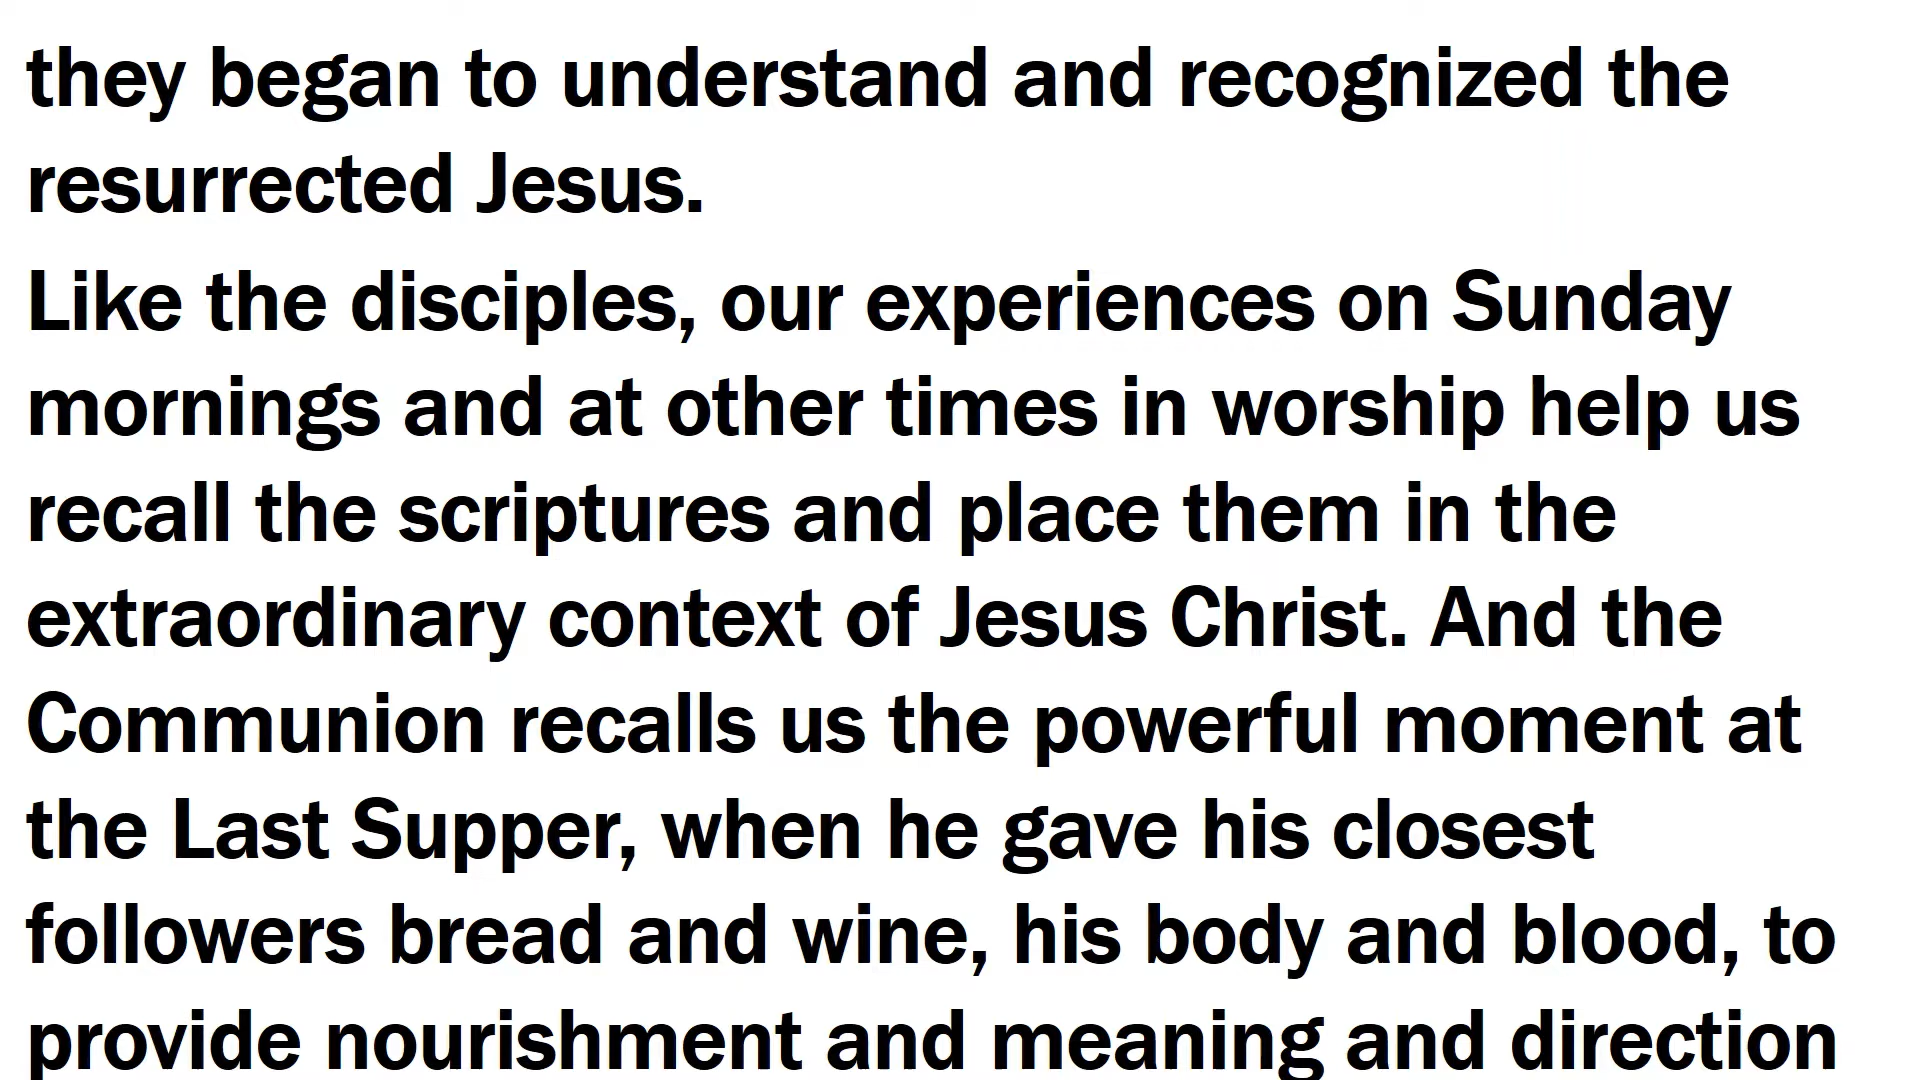 they began to understand and recognized the
resurrected Jesus.
Like the disciples, our experiences on Sunday
mornings and at other times in worship help us
recall the scriptures and place them in the
extraordinary context of Jesus Christ. And the
Communion recalls us the powerful moment at
the Last Supper, when he gave his closest
followers bread and wine, his body and blood, to
provide nourishment and meaning and direction